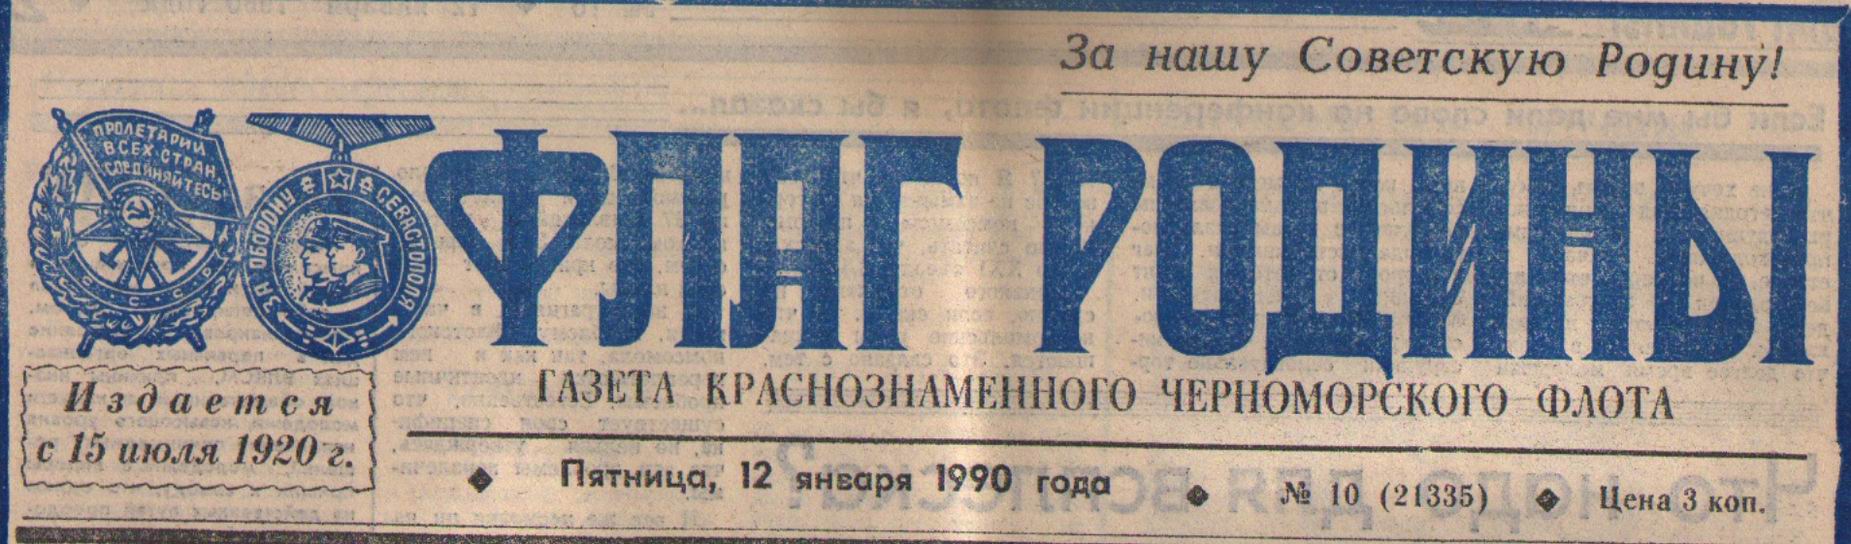 За нашу Советскую Родину!
ПРОЛЕТАРИИ
ВСЕХ СТРАН,
СОЕДИНЯЙТЕСЬ!
СССР
ЗА ОБОРОНУ СЕВАСТОПОЛЯ
ФЛАГ РОДИНЫ
ГАЗЕТА КРАСНОЗНАМЕННОГО ЧЕРНОМОРСКОГО ФЛОТА
Издается
с 15 июля 1920 г.
◆ Пятница, 12 января 1990 года ◆ № 10 (21335) ◆ Цена 3 коп.